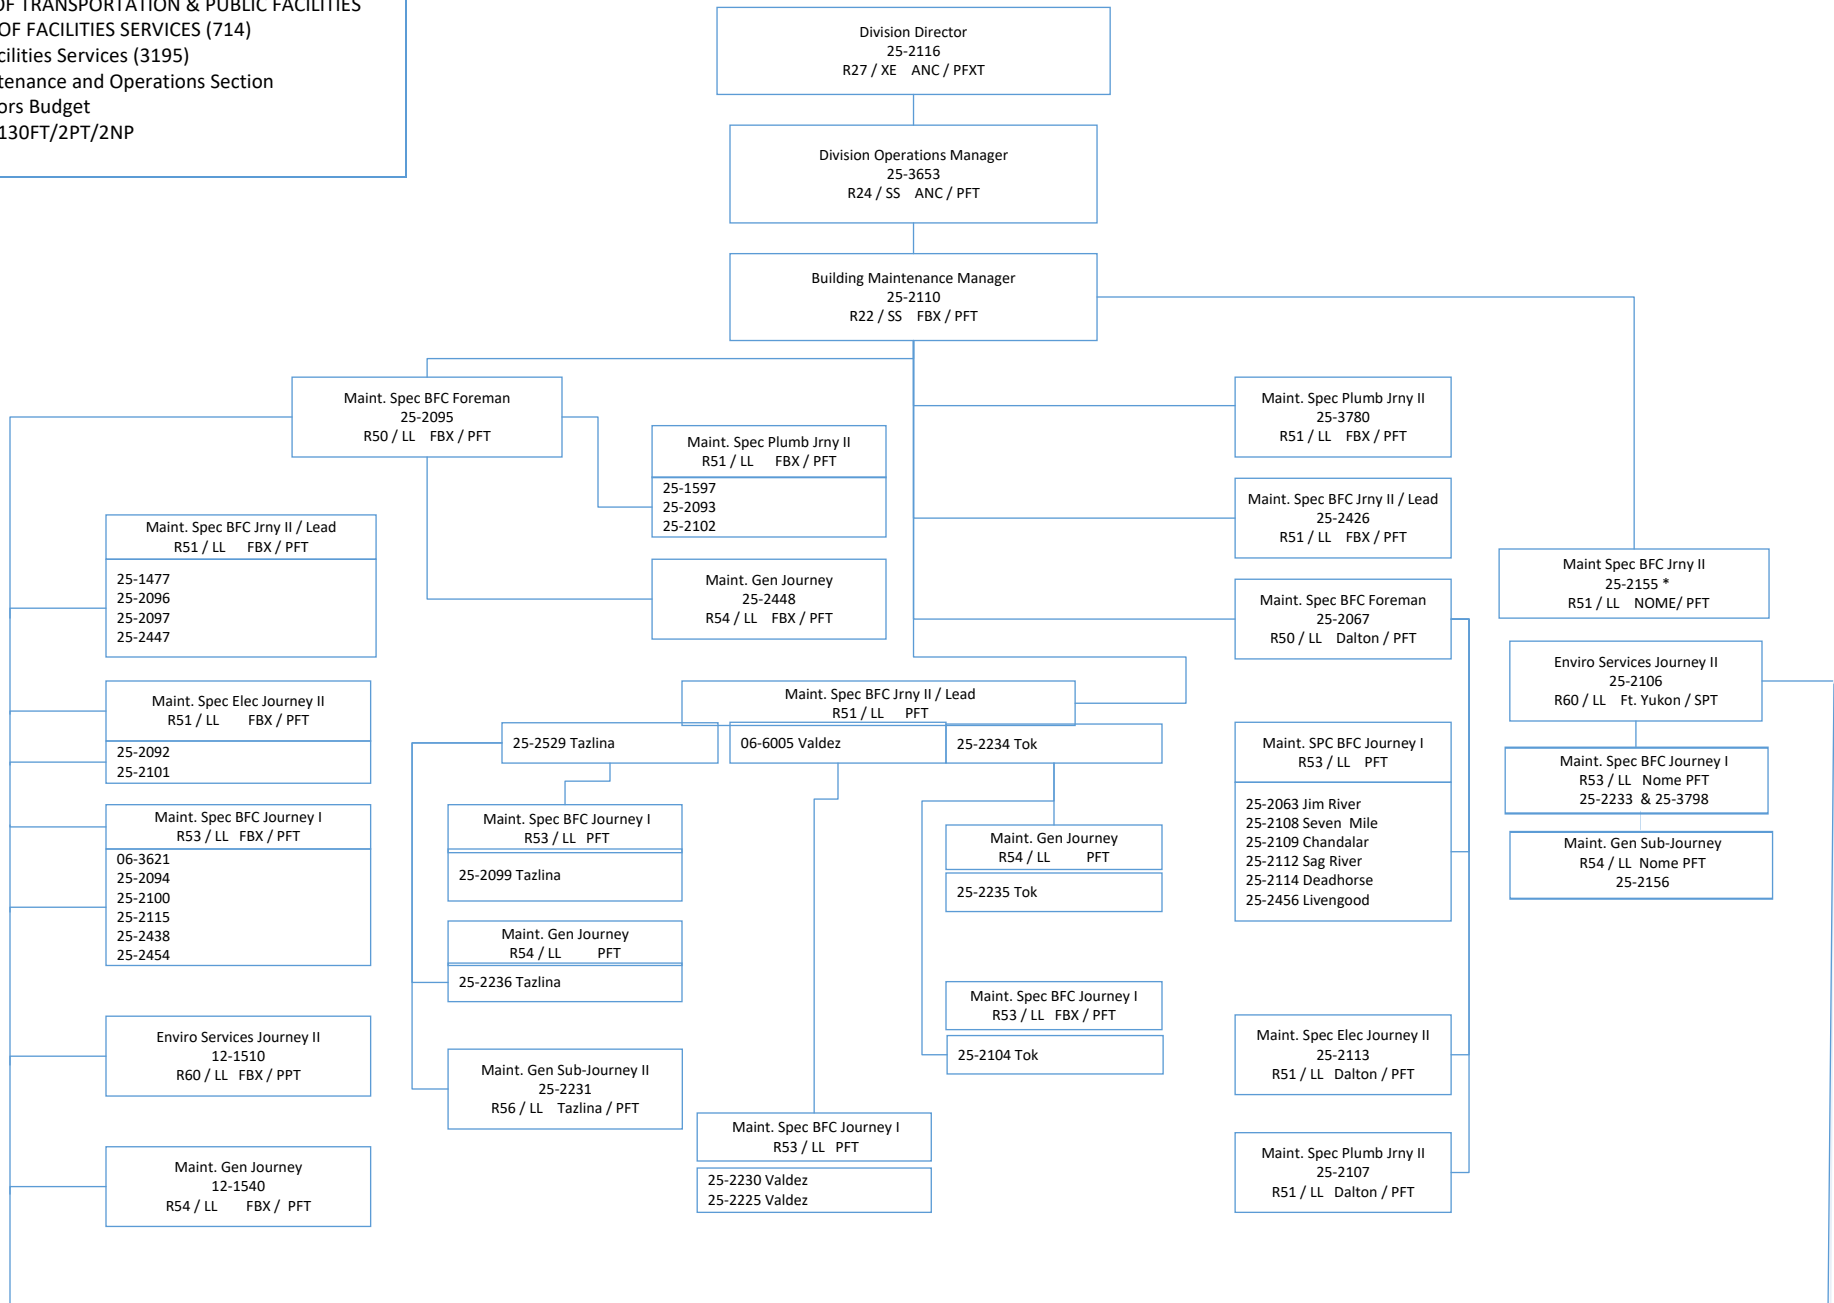 OF TRANSPORTATION & PUBLIC FACILITIES
OF FACILITIES SERVICES (714)
cilities Services (3195)
tenance and Operations Section
ors Budget
130FT/2PT/2NP
Division Director
25-2116
R27 / XE ANC / PFXT
Division Operations Manager
25-3653
R24 / SS ANC / PFT
Building Maintenance Manager
25-2110
R22 / SS FBX / PFT
Maint. Spec BFC Foreman
25-2095
R50 / LL FBX / PFT
Maint. Spec Plumb Jrny II
R51 / LL FBX / PFT
25-1597
25-2093
25-2102
Maint. Gen Journey
25-2448
R54 / LL FBX / PFT
Maint. Spec BFC Jrny II / Lead
R51 / LL FBX / PFT
25-1477
25-2096
25-2097
25-2447
Maint. Spec Elec Journey II
R51 / LL FBX / PFT
25-2092
25-2101
Maint. Spec BFC Journey I
R53 / LL FBX / PFT
06-3621
25-2094
25-2100
25-2115
25-2438
25-2454
Enviro Services Journey II
12-1510
R60 / LL FBX / PPT
Maint. Gen Journey
12-1540
R54 / LL FBX / PFT
Maint. Spec BFC Jrny II / Lead
R51 / LL PFT
25-2529 Tazlina
06-6005 Valdez
25-2234 Tok
Maint. Spec BFC Journey I
R53 / LL PFT
25-2099 Tazlina
Maint. Gen Journey
R54 / LL PFT
25-2236 Tazlina
Maint. Gen Sub-Journey II
25-2231
R56 / LL Tazlina / PFT
Maint. Spec BFC Journey I
R53 / LL PFT
25-2230 Valdez
25-2225 Valdez
Maint. Gen Journey
R54 / LL PFT
25-2235 Tok
Maint. Spec BFC Journey I
R53 / LL FBX / PFT
25-2104 Tok
Maint. Spec Plumb Jrny II
25-3780
R51 / LL FBX / PFT
Maint. Spec BFC Jrny II / Lead
25-2426
R51 / LL FBX / PFT
Maint. Spec BFC Foreman
25-2067
R50 / LL Dalton / PFT
Maint. SPC BFC Journey I
R53 / LL PFT
25-2063 Jim River
25-2108 Seven Mile
25-2109 Chandalar
25-2112 Sag River
25-2114 Deadhorse
25-2456 Livengood
Maint. Spec Elec Journey II
25-2113
R51 / LL Dalton / PFT
Maint. Spec Plumb Jrny II
25-2107
R51 / LL Dalton / PFT
Maint Spec BFC Jrny II
25-2155 *
R51 / LL NOME/ PFT
Enviro Services Journey II
25-2106
R60 / LL Ft. Yukon / SPT
Maint. Spec BFC Journey I
R53 / LL Nome PFT
25-2233 & 25-3798
Maint. Gen Sub-Journey
R54 / LL Nome PFT
25-2156